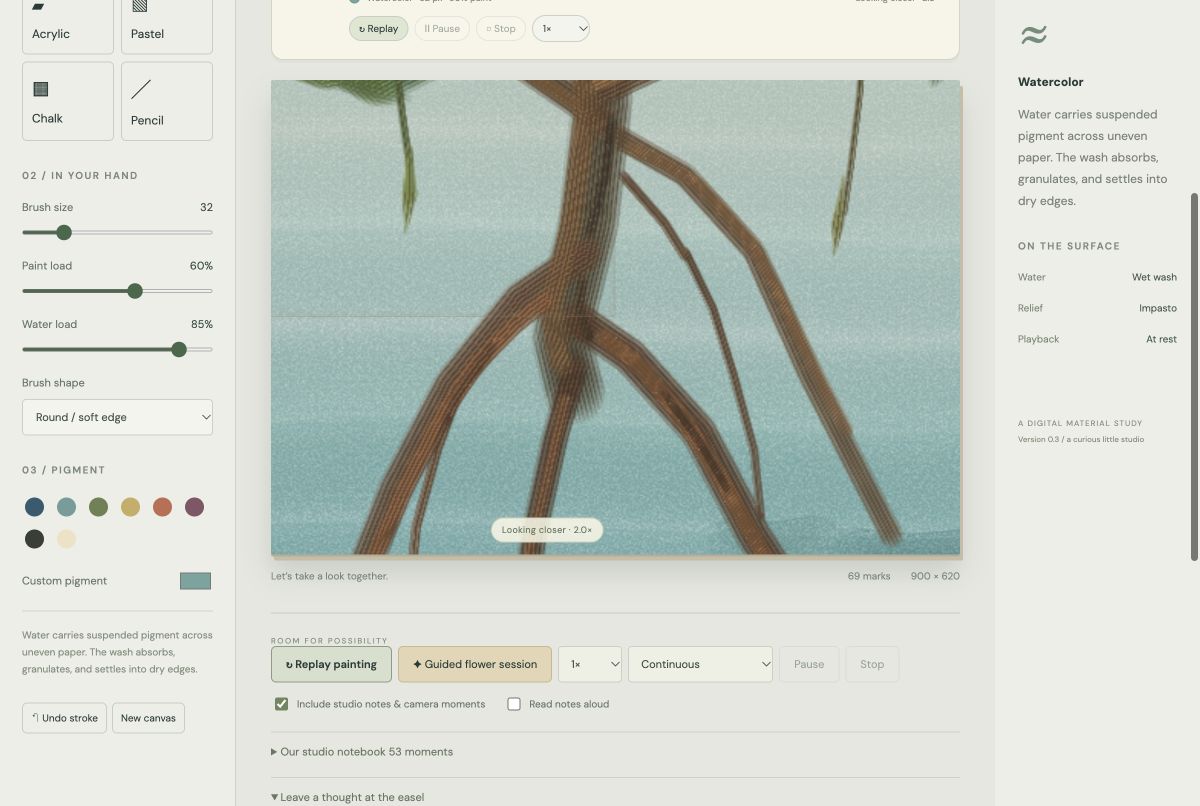 Acrylic
Pastel
Chalk
Pencil
02 / IN YOUR HAND
Brush size 32
Paint load 60%
Water load 85%
Brush shape
Round / soft edge
03 / PIGMENT
Custom pigment
Water carries suspended pigment across
uneven paper. The wash absorbs,
granulates, and settles into dry edges.
Undo stroke
New canvas
↻ Replay
II Pause
Stop
1×
Looking closer · 2.0×
Let's take a look together.
69 marks 900 × 620
ROOM FOR POSSIBILITY
↻ Replay painting
✦ Guided flower session
1×
Continuous
Pause
Stop
Include studio notes & camera moments
Read notes aloud
▶ Our studio notebook 53 moments
▼ Leave a thought at the easel
Watercolor
Water carries suspended
pigment across uneven
paper. The wash absorbs,
granulates, and settles into
dry edges.
ON THE SURFACE
Water Wet wash
Relief Impasto
Playback At rest
A DIGITAL MATERIAL STUDY
Version 0.3 / a curious little studio